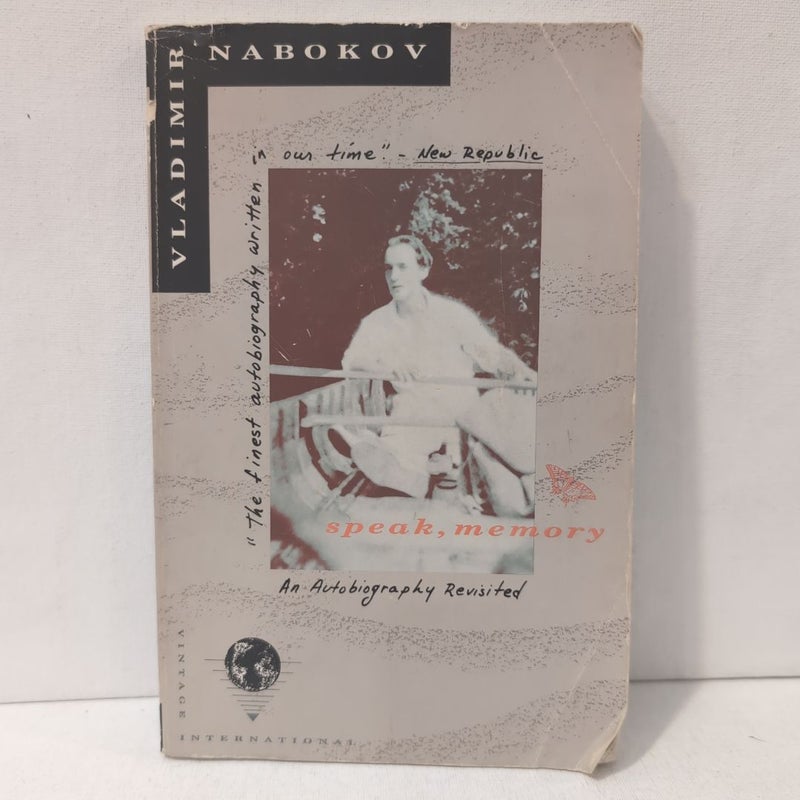 VLADIMIR
NABOKOV
"The finest autobiography written
in our time" - New Republic
speak, memory
An Autobiography Revisited
VINTAGE
INTERNATIONAL